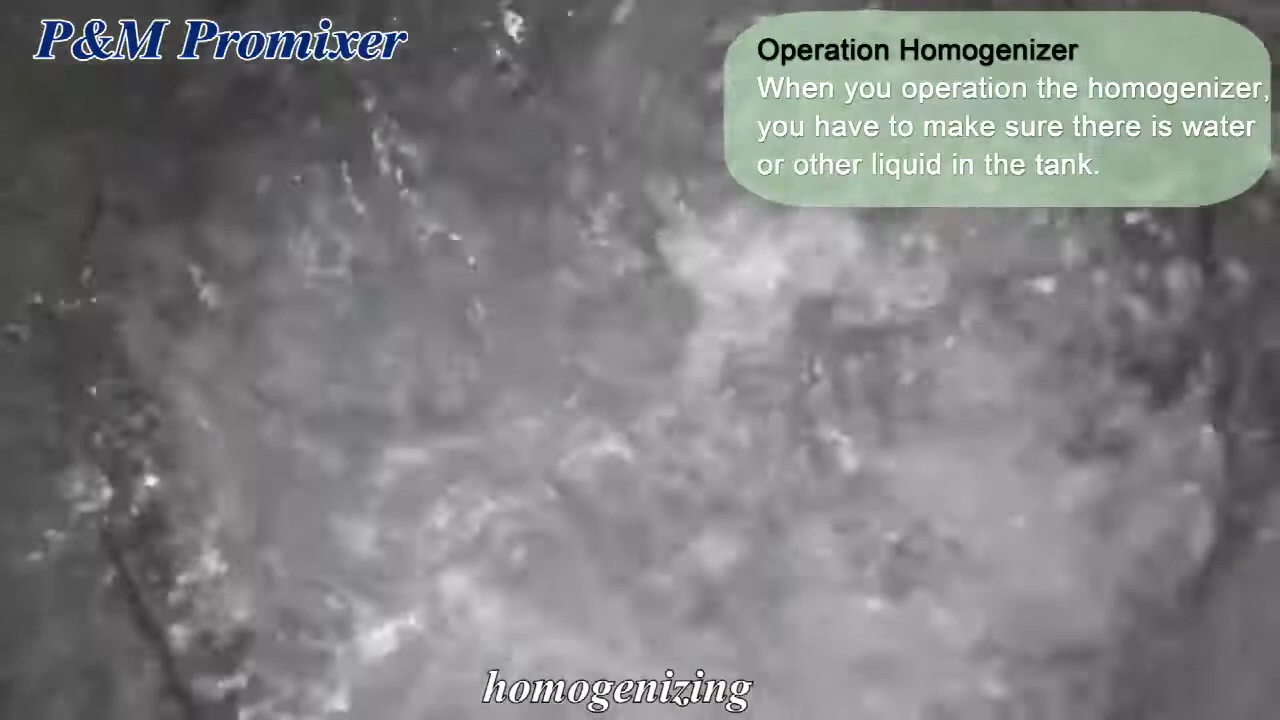 P&M Promixer
Operation Homogenizer
When you operation the homogenizer,
you have to make sure there is water
or other liquid in the tank.
homogenizing